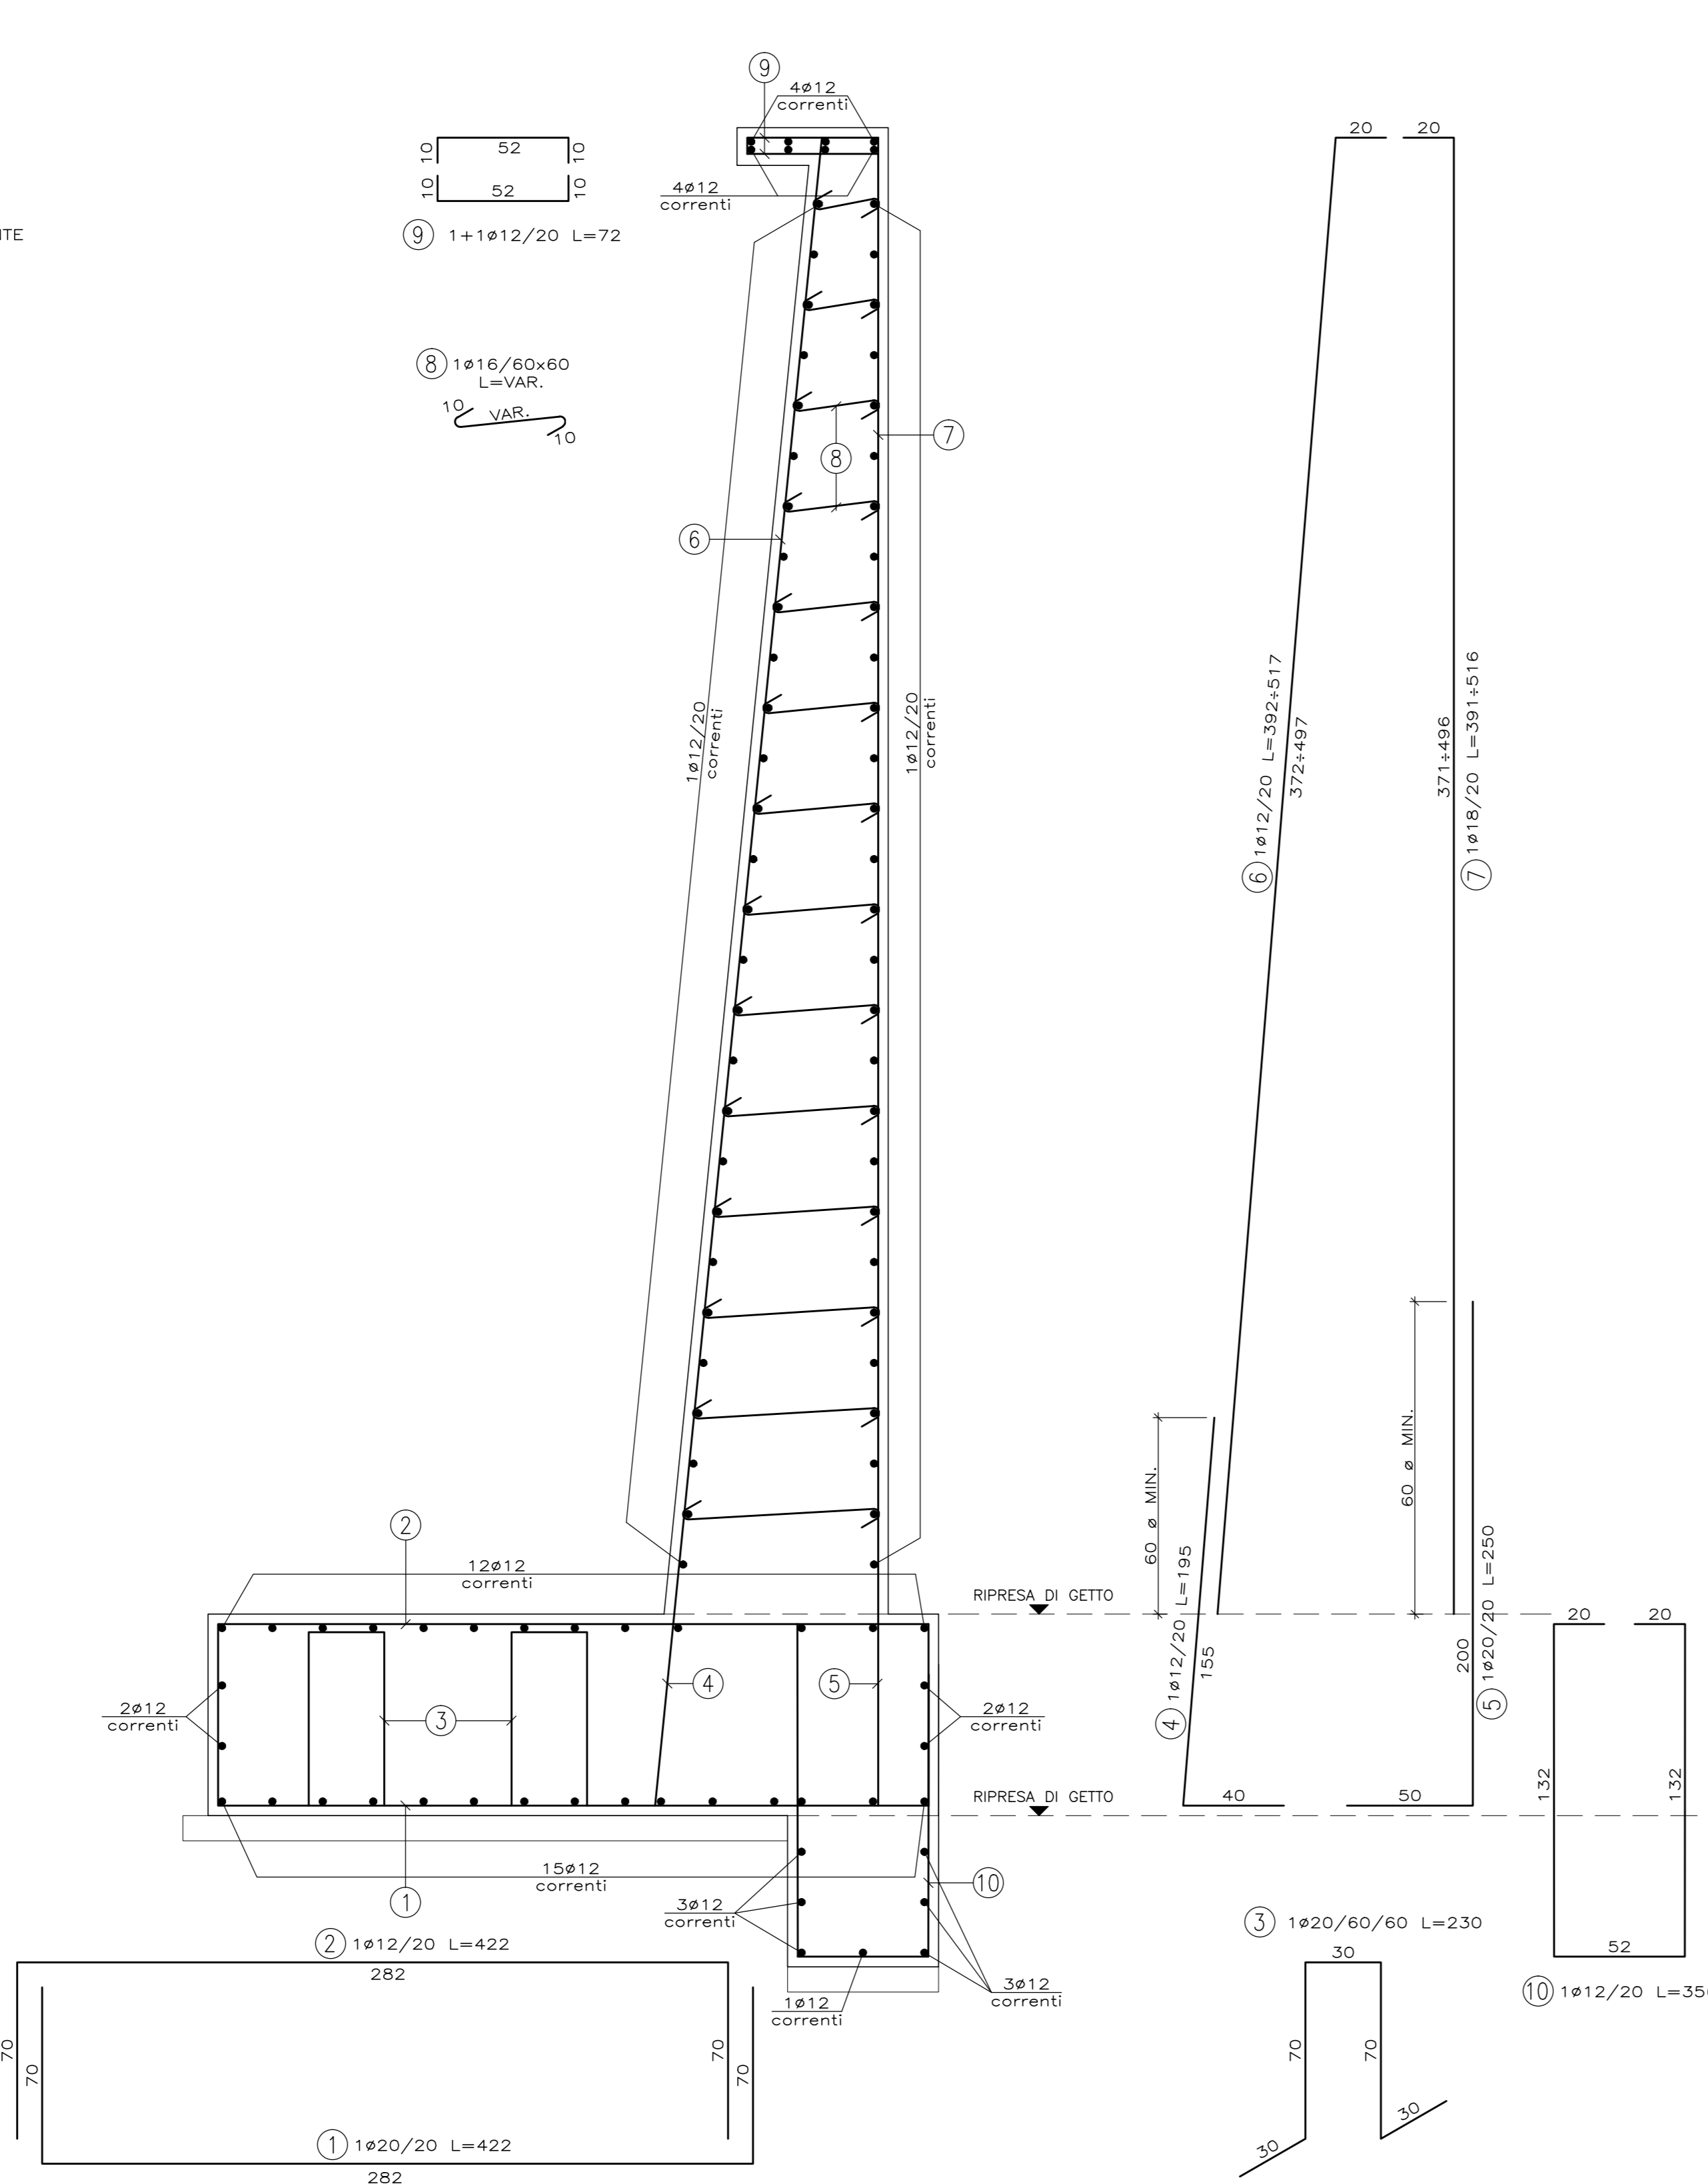 9
4ø12
correnti
20
20
10
52
10
10
52
10
4ø12
correnti
9 1+1ø12/20 L=72
8 1ø16/60x60
L=VAR.
10
VAR.
10
7
8
6
1ø12/20
correnti
1ø12/20
correnti
6 1ø12/20 L=392÷517
372÷497
371÷496
7 1ø18/20 L=391÷516
60 ø MIN.
60 ø MIN.
2
12ø12
correnti
RIPRESA DI GETTO
4 1ø12/20 L=195
155
200
5 1ø20/20 L=250
20
20
4
5
3
2ø12
correnti
2ø12
correnti
RIPRESA DI GETTO
40
50
132
132
15ø12
correnti
1
10
3ø12
correnti
3ø12
correnti
1ø12
correnti
52
10 1ø12/20 L=35
2 1ø12/20 L=422
282
70
70
70
70
1 1ø20/20 L=422
282
3 1ø20/60/60 L=230
30
70
70
30
30